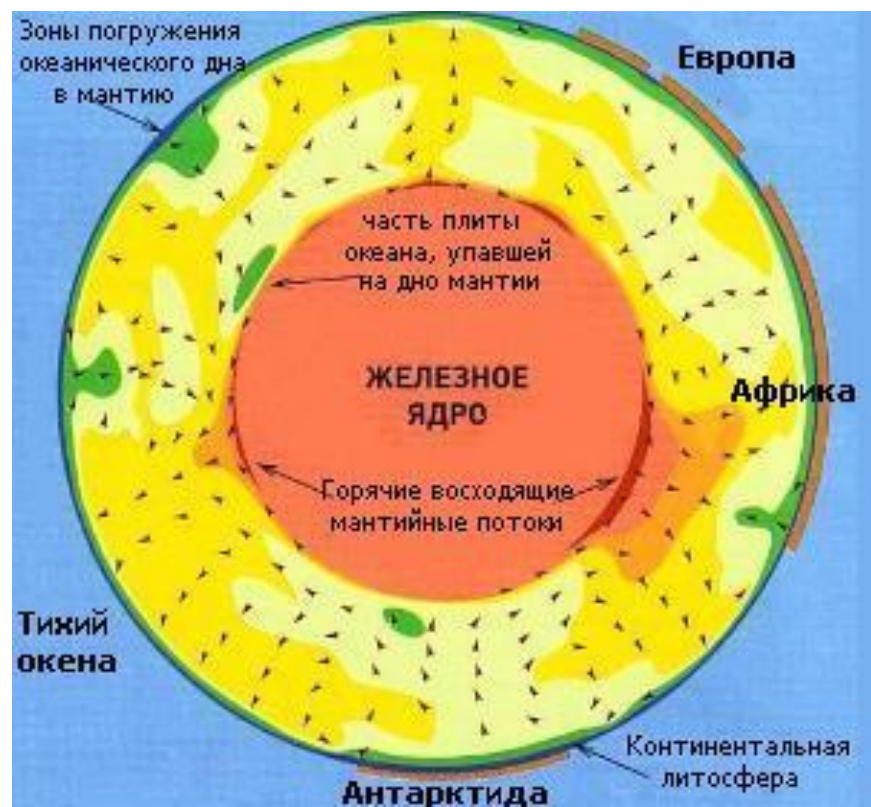 Зоны погружения
океанического дна
в мантию
Европа
часть плиты
океана, упавшей
на дно мантии
ЖЕЛЕЗНОЕ
ЯДРО
Африка
Горячие восходящие
мантийные потоки
Тихий
окена
Континентальная
литосфера
Антарктида